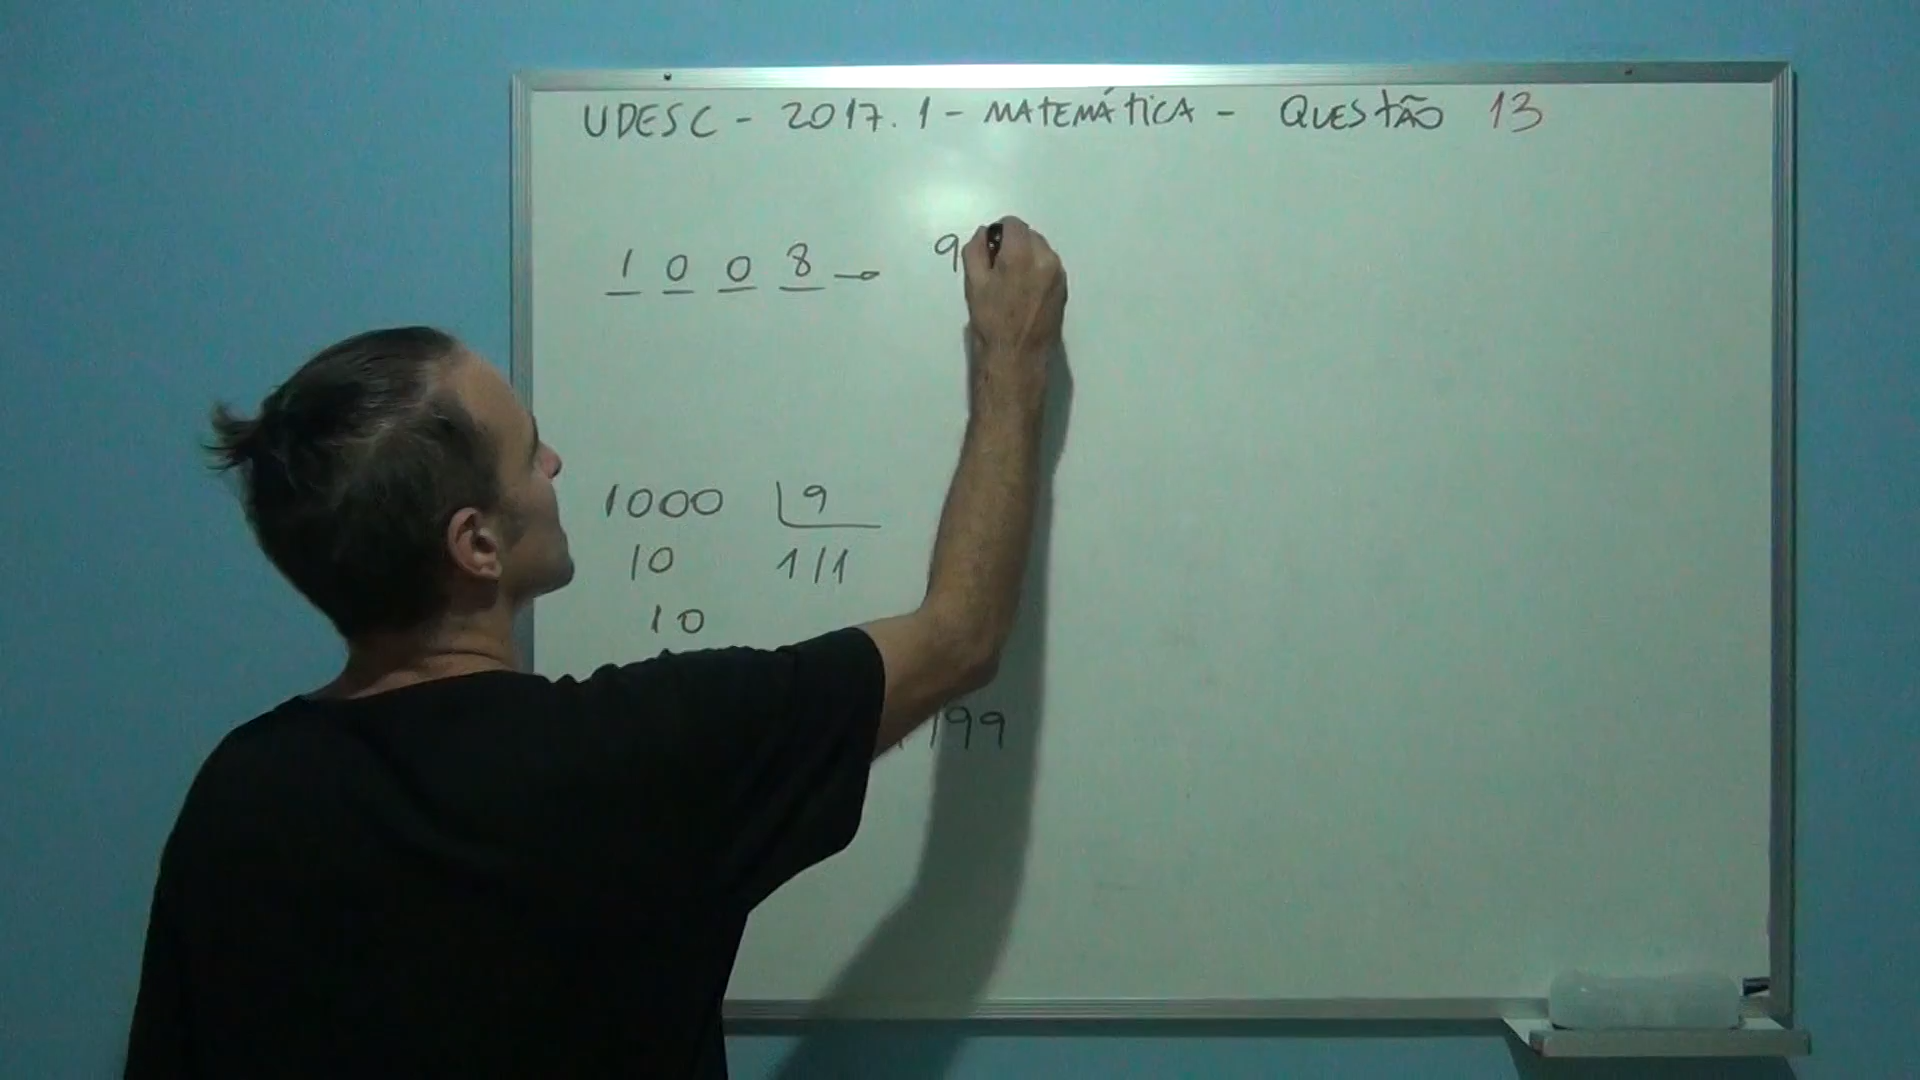 UDESC - 2017.1 - MATEMÁTICA - QUESTÃO 13
1 0 0 8 → 9
1000 9
10 111
10
199